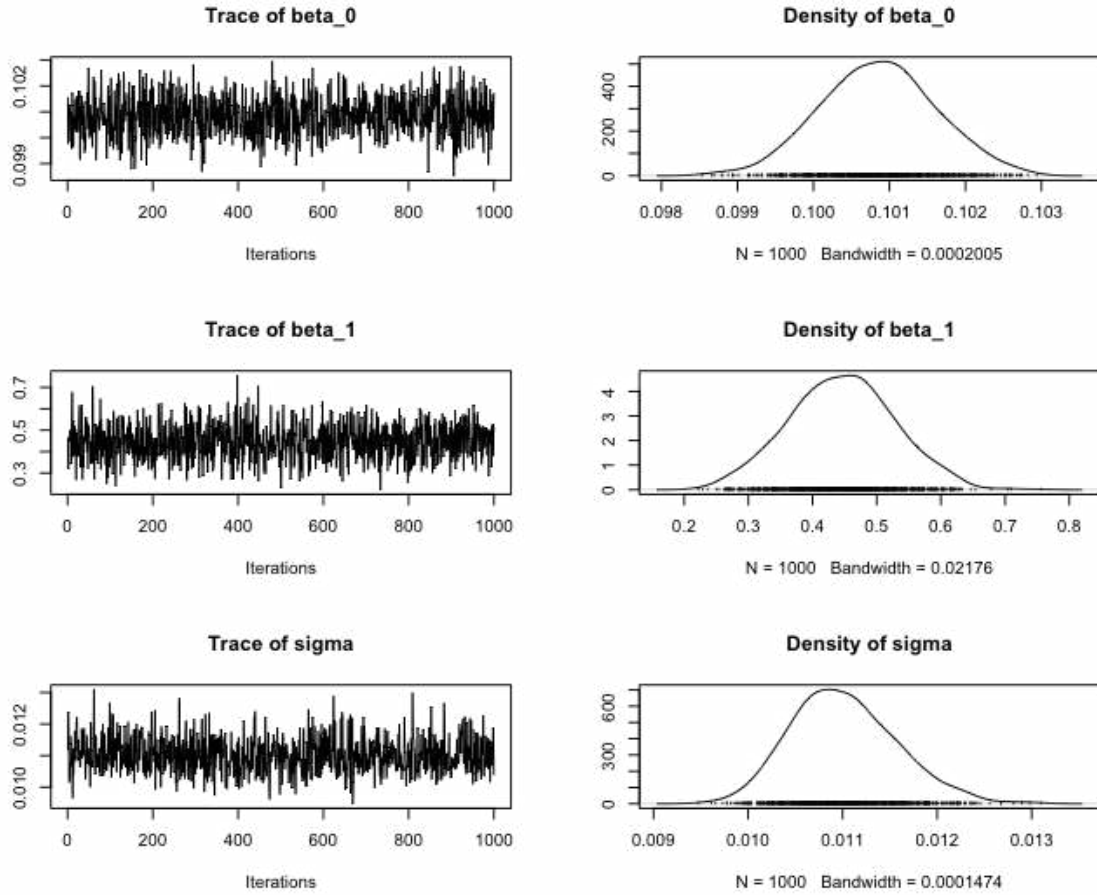 Trace of beta_0
0.099 0.102
0 200 400 600 800 1000
Iterations
Density of beta_0
0 200 400
0.098 0.099 0.100 0.101 0.102 0.103
N = 1000 Bandwidth = 0.0002005
Trace of beta_1
0.3 0.5 0.7
0 200 400 600 800 1000
Iterations
Density of beta_1
0 1 2 3 4
0.2 0.3 0.4 0.5 0.6 0.7 0.8
N = 1000 Bandwidth = 0.02176
Trace of sigma
0.010 0.012
0 200 400 600 800 1000
Iterations
Density of sigma
0 300 600
0.009 0.010 0.011 0.012 0.013
N = 1000 Bandwidth = 0.0001474